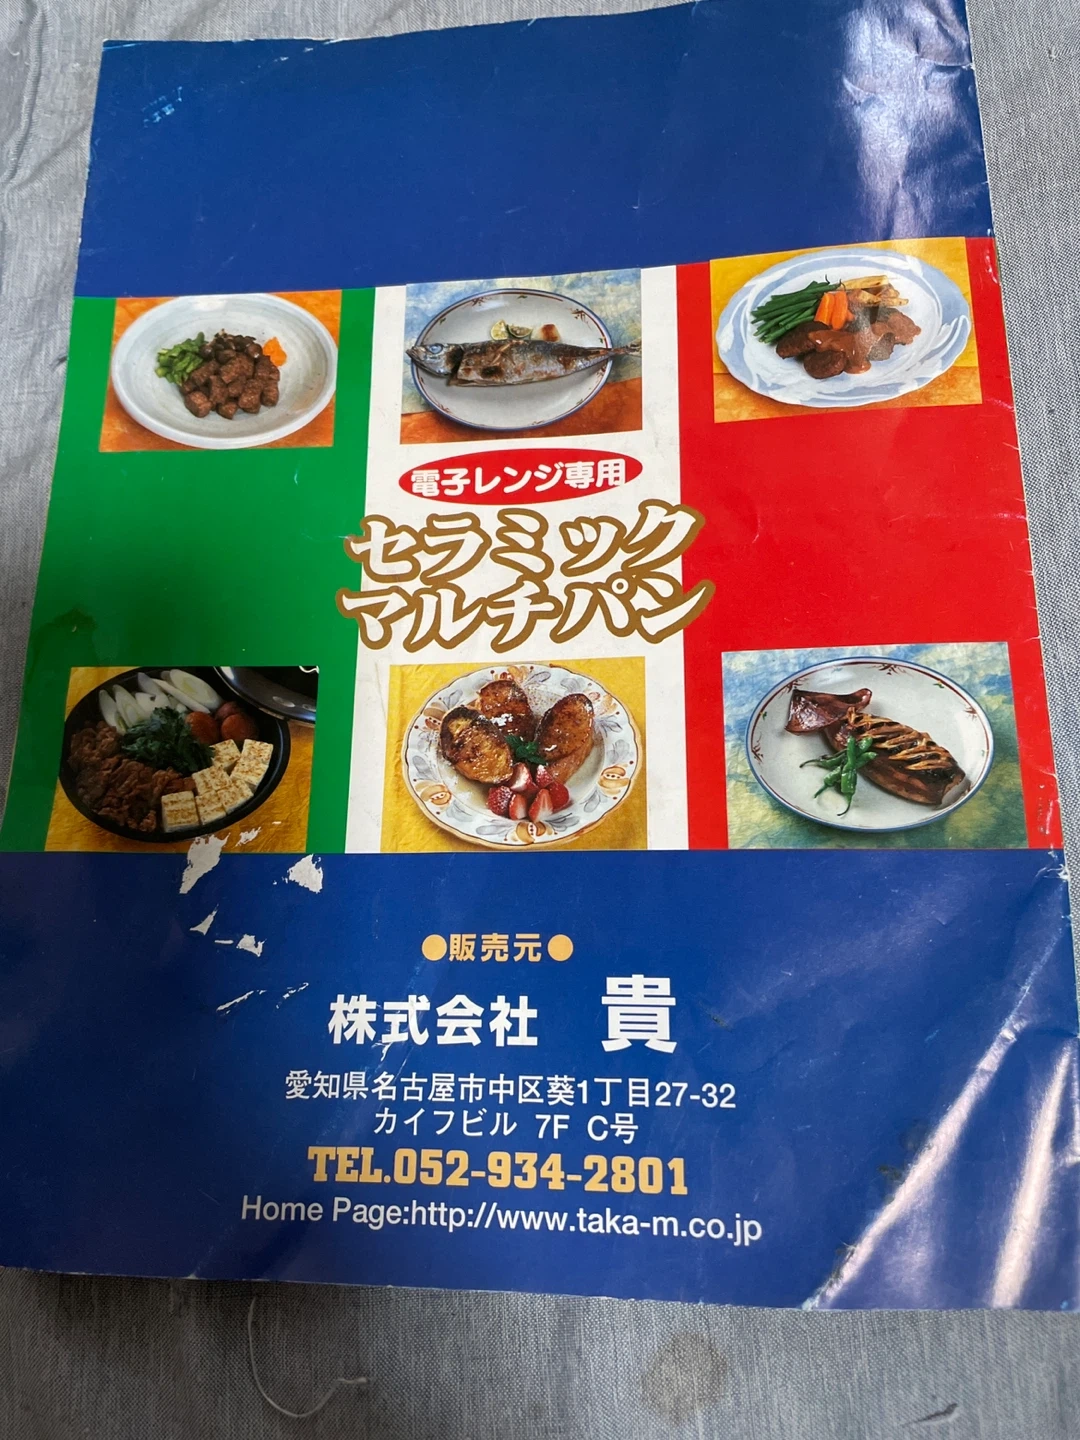 電子レンジ専用
セラミック
マルチパン
●販売元●
株式会社 貴
愛知県名古屋市中区葵1丁目27-32
カイフビル 7F C号
TEL.052-934-2801
Home Page:http://www.taka-m.co.jp